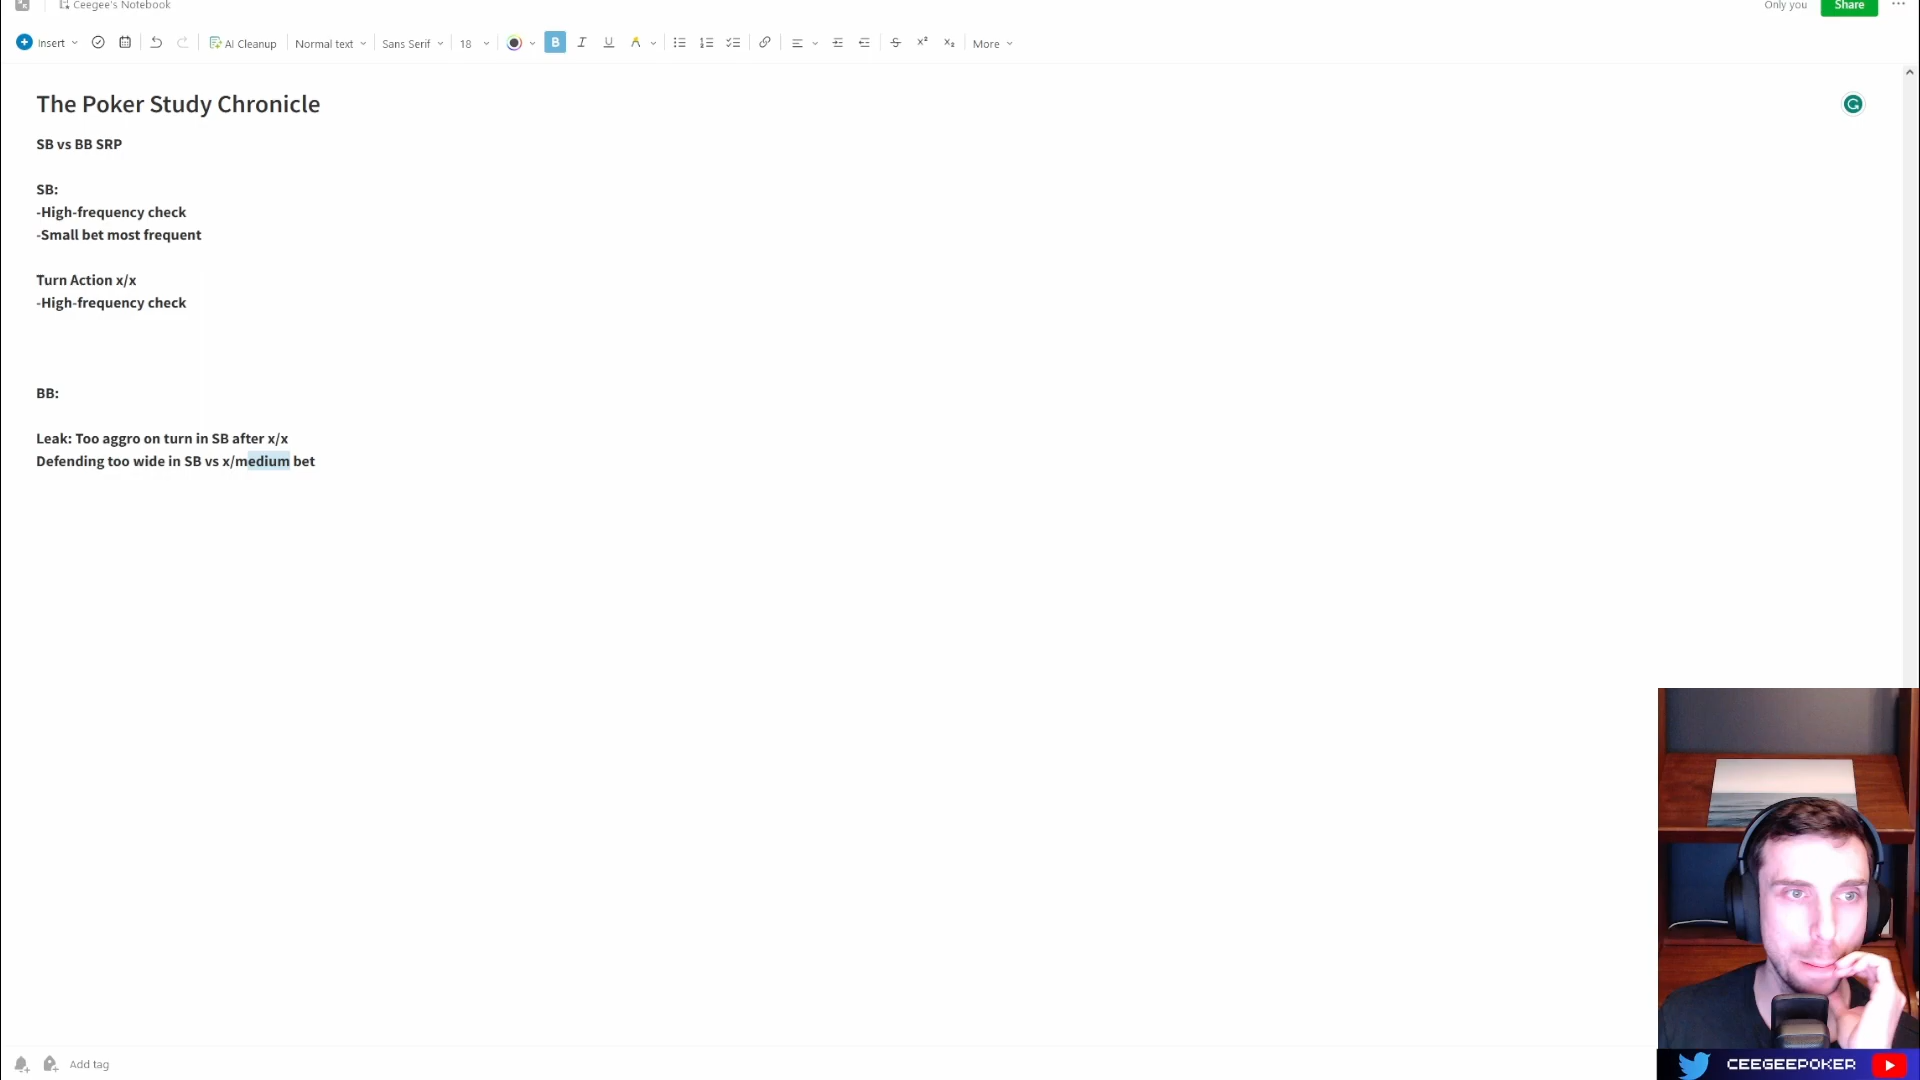 Ceegee's Notebook
Only you
Share
Insert
AI Cleanup
Normal text
Sans Serif
18
B
I
U
A
More
The Poker Study Chronicle
SB vs BB SRP
SB:
-High-frequency check
-Small bet most frequent
Turn Action x/x
-High-frequency check
BB:
Leak: Too aggro on turn in SB after x/x
Defending too wide in SB vs x/medium bet
Add tag
CEEGEEPOKER